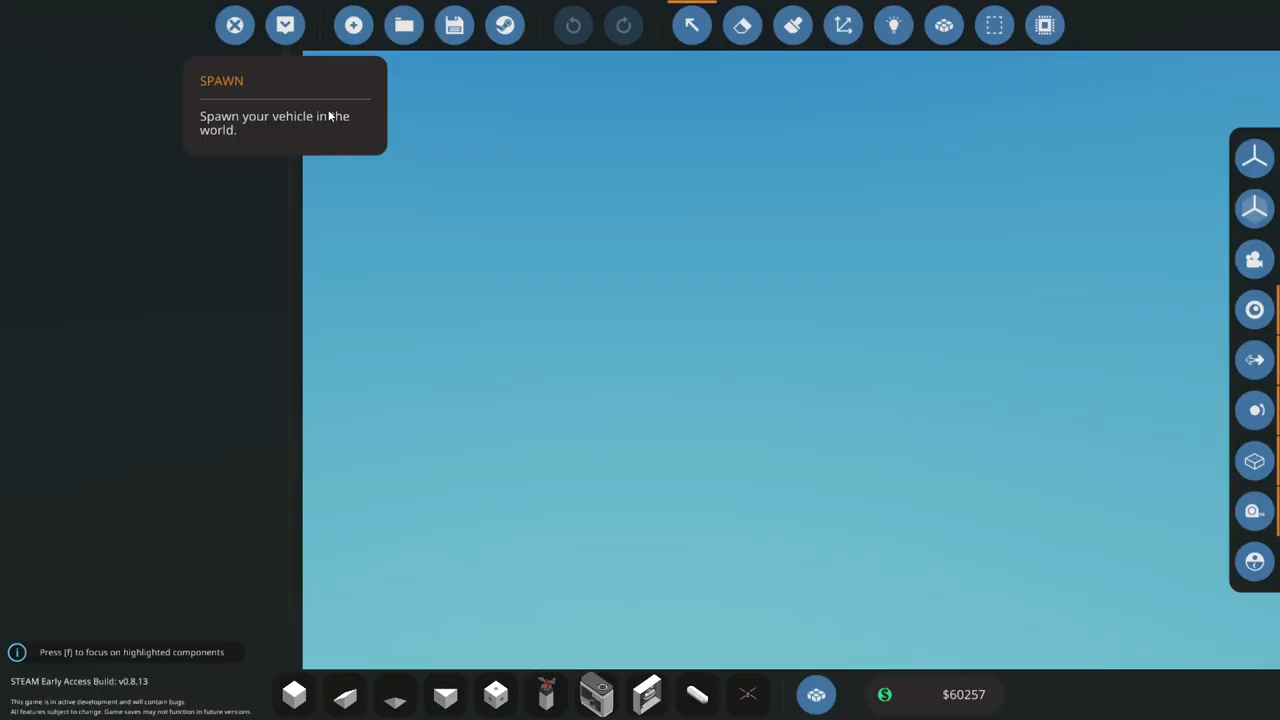 SPAWN
Spawn your vehicle in the
world.
Press [f] to focus on highlighted components
STEAM Early Access Build: v0.8.13
This game is in active development and will contain bugs.
All features subject to change. Game saves may not function in future versions.
$60257